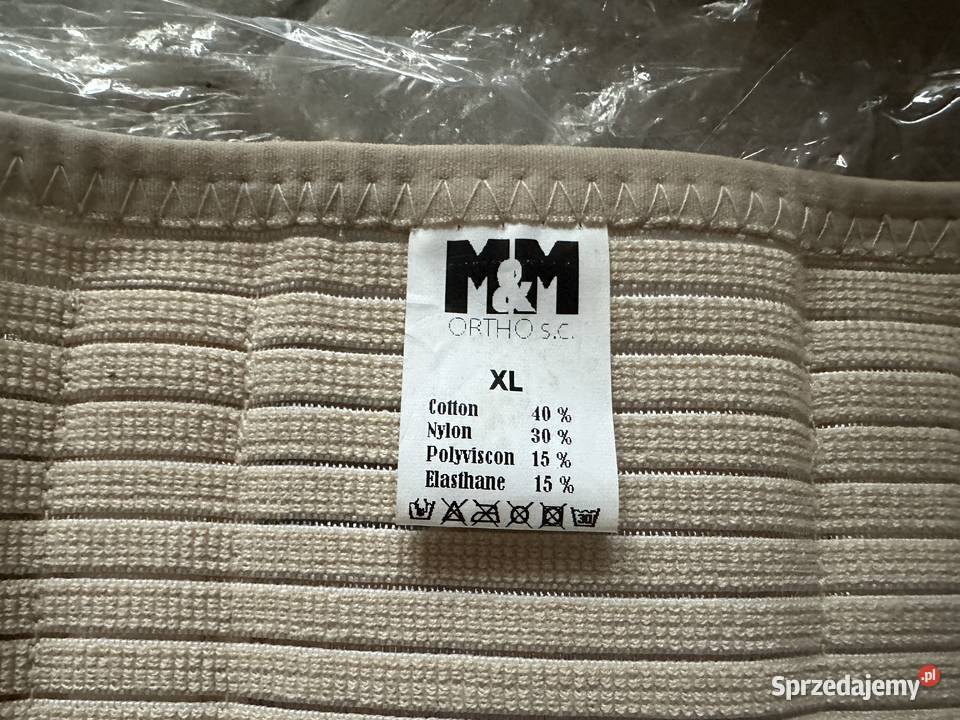 M&M
ORTHO s.c.
XL
Cotton 40 %
Nylon 30 %
Polyviscon 15 %
Elasthane 15 %
30
Sprzedajemy.pl